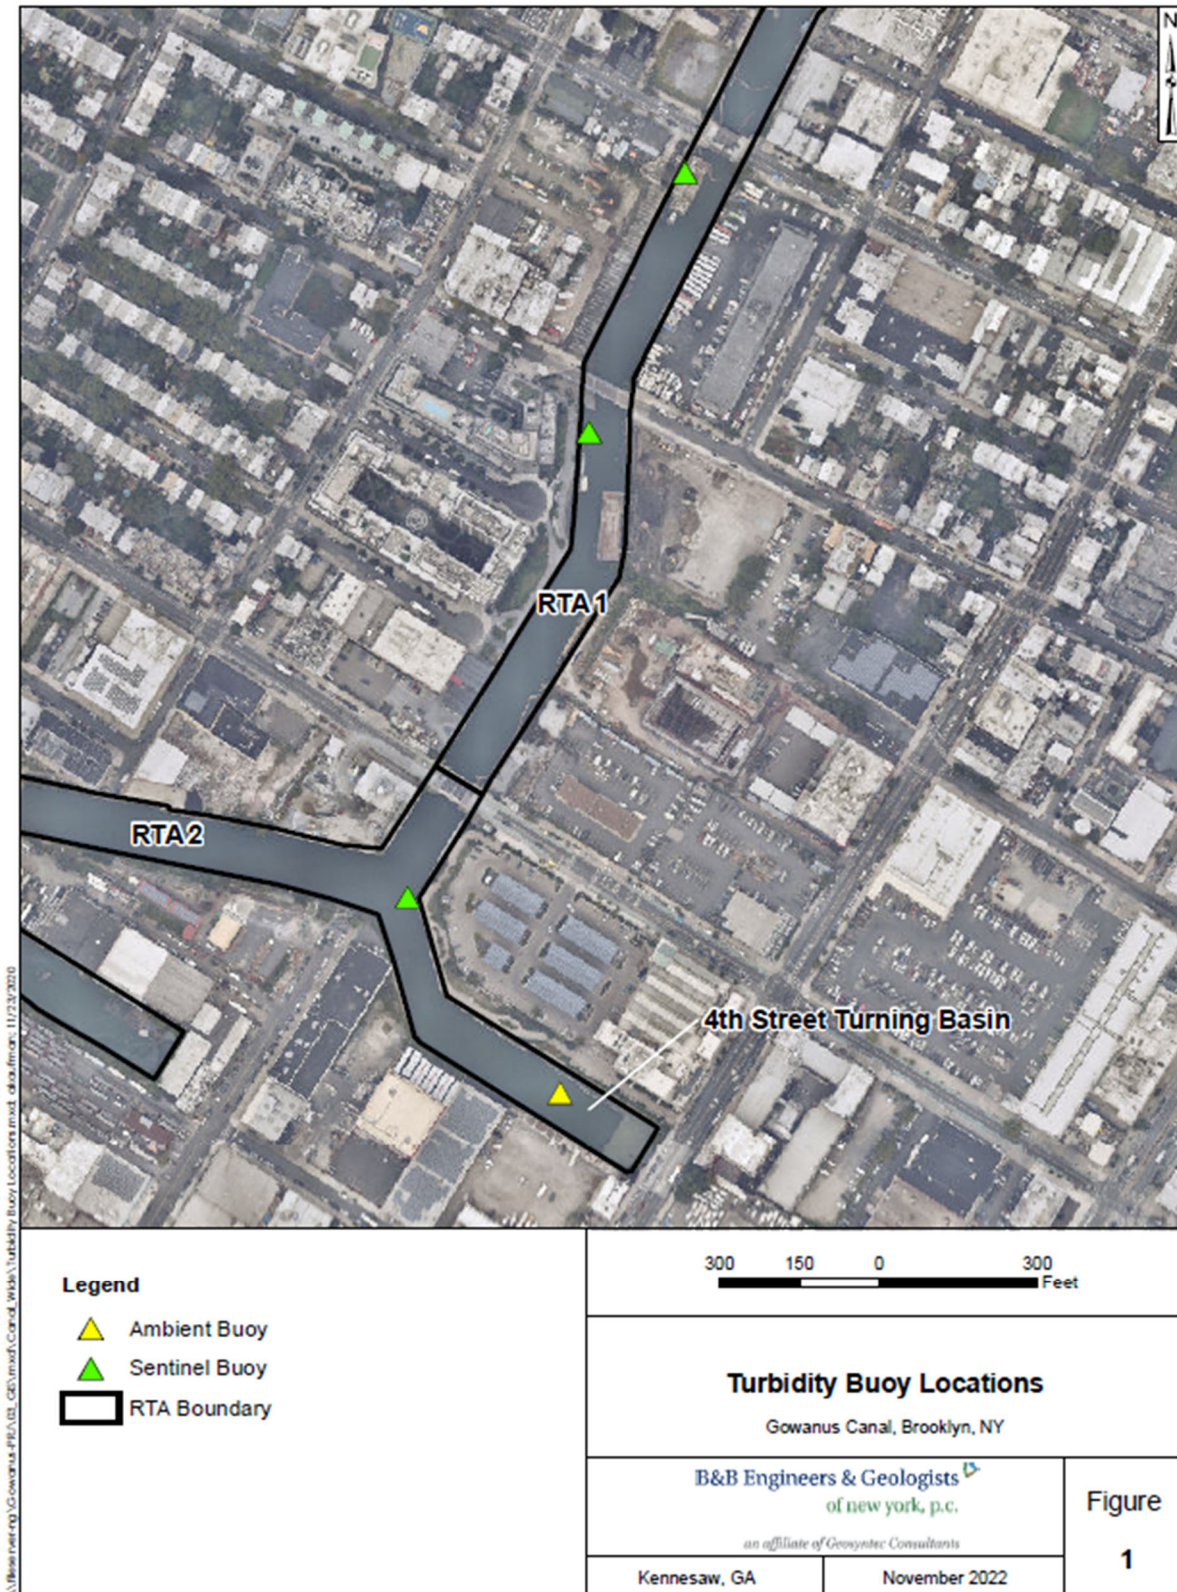 N
RTA 1
RTA 2
4th Street Turning Basin
Legend
Ambient Buoy
Sentinel Buoy
RTA Boundary
300 150 0 300
Feet
Turbidity Buoy Locations
Gowanus Canal, Brooklyn, NY
B&B Engineers & Geologists
of new york, p.c.
an affiliate of Geosyntec Consultants
Figure
1
Kennesaw, GA
November 2022